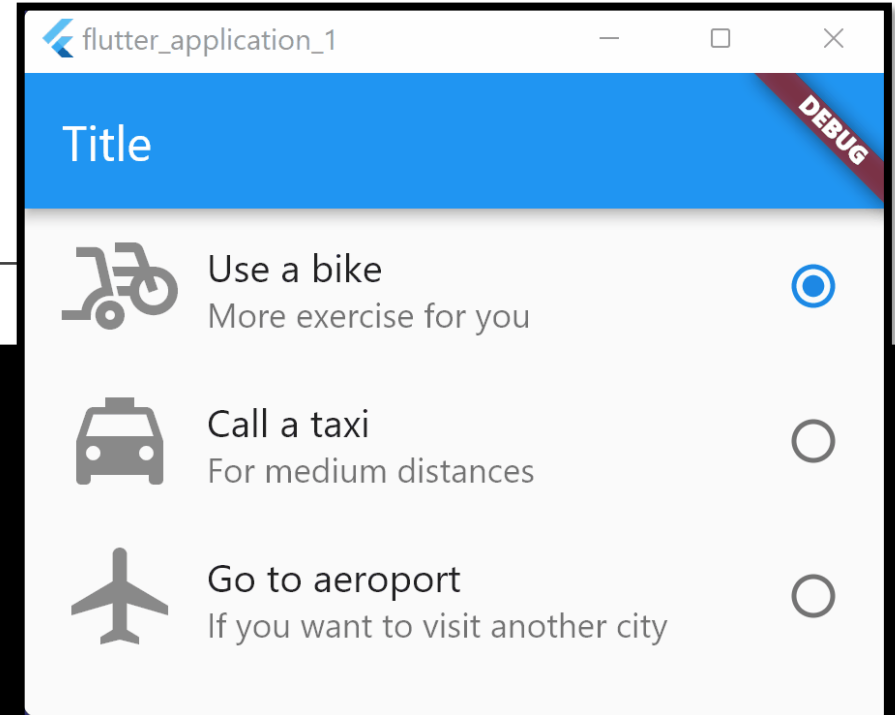 flutter_application_1
DEBUG
Title
Use a bike
More exercise for you
Call a taxi
For medium distances
Go to aeroport
If you want to visit another city